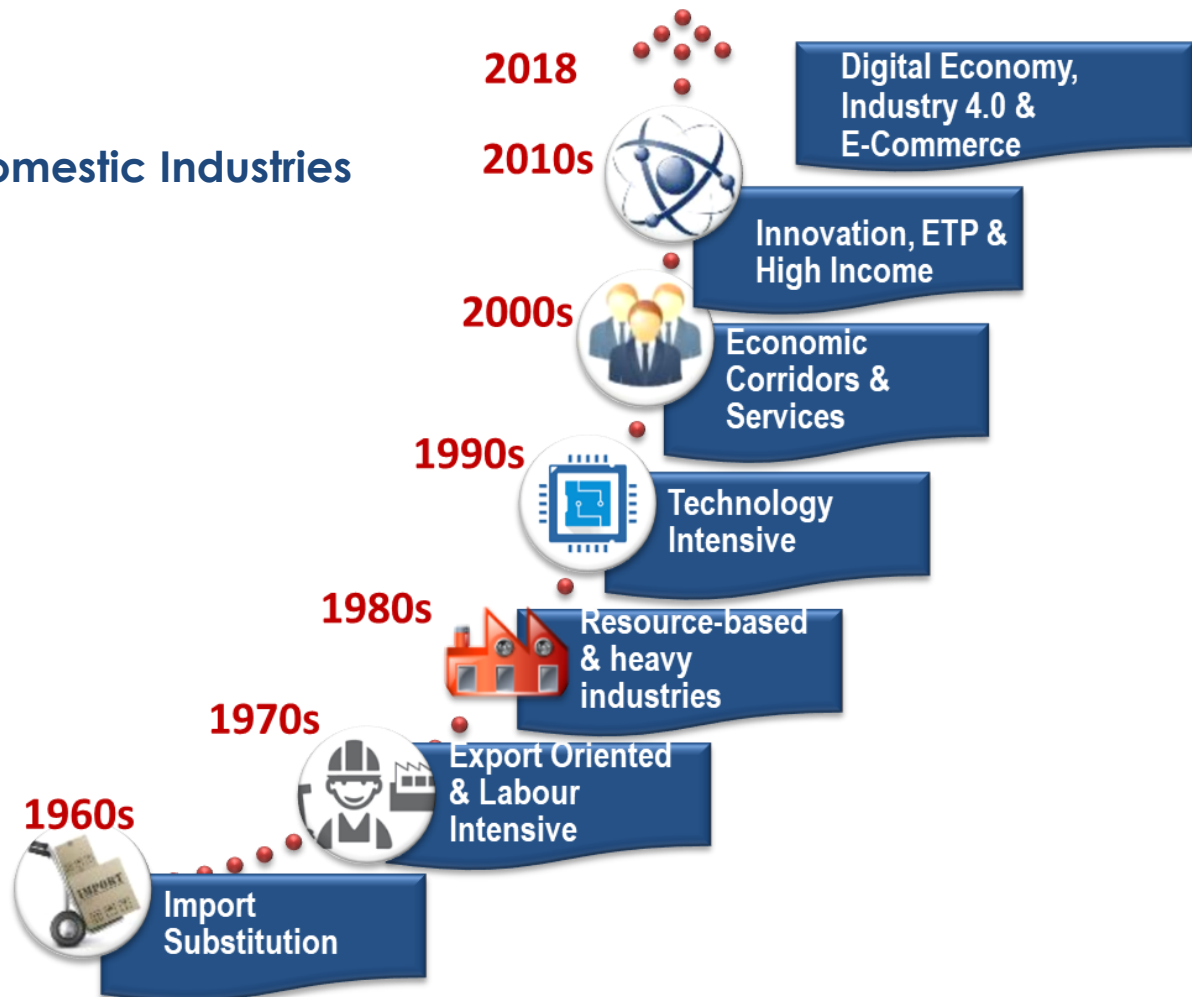 2018
Digital Economy,
Industry 4.0 &
E-Commerce
omestic Industries
2010s
Innovation, ETP &
High Income
2000s
Economic
Corridors &
Services
1990s
Technology
Intensive
1980s
Resource-based
& heavy
industries
1970s
Export Oriented
& Labour
Intensive
1960s
IMPORT
Import
Substitution